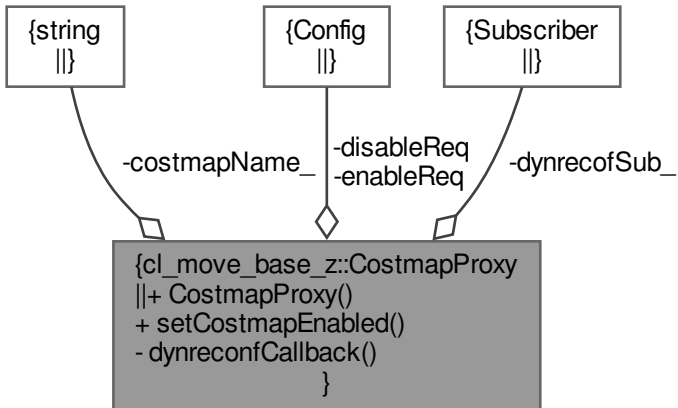 {string
||}
{Config
||}
{Subscriber
||}
-costmapName_
-disableReq
-enableReq
-dynrecofSub_
{cl_move_base_z::CostmapProxy
||+ CostmapProxy()
+ setCostmapEnabled()
- dynreconfCallback()
}